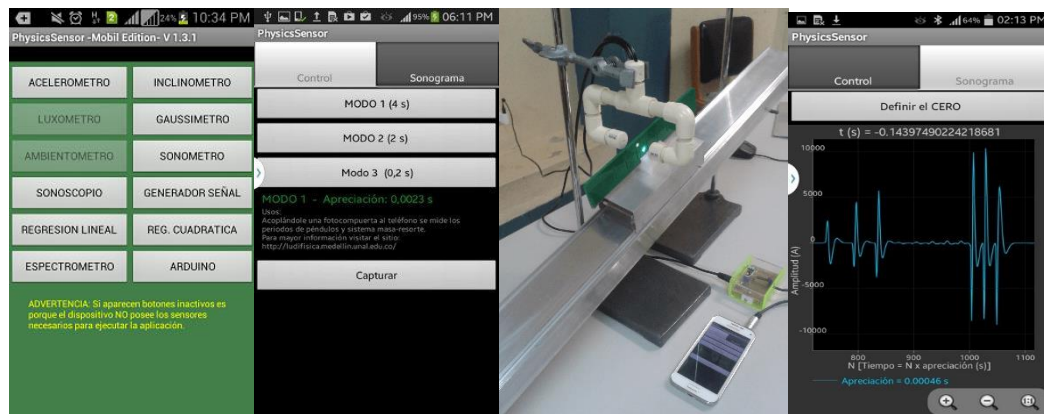 24% 10:34 PM
PhysicsSensor -Mobil Edition- V 1.3.1
ACELEROMETRO
INCLINOMETRO
LUXOMETRO
GAUSSIMETRO
AMBIENTOMETRO
SONOMETRO
SONOSCOPIO
GENERADOR SEÑAL
REGRESION LINEAL
REG. CUADRATICA
ESPECTROMETRO
ARDUINO
ADVERTENCIA: Si aparecen botones inactivos es
porque el dispositivo NO posee los sensores
necesarios para ejecutar la aplicación.
95% 06:11 PM
PhysicsSensor
Control
Sonograma
MODO 1 (4 s)
MODO 2 (2 s)
Modo 3 (0,2 s)
MODO 1 - Apreciación: 0,0023 s
Usos:
Acoplándole una fotocompuerta al teléfono se mide los
periodos de péndulos y sistema masa-resorte.
Para mayor información visitar el sitio:
http://ludifisica.medellin.unal.edu.co/
Capturar
64% 02:13 PM
PhysicsSensor
Control
Sonograma
Definir el CERO
t (s) = -0.14397490224218681
10000
5000
0
-5000
-10000
Amplitud (A)
800
900
1000
1100
N [Tiempo = N x apreciación (s)]
Apreciación = 0.00046 s